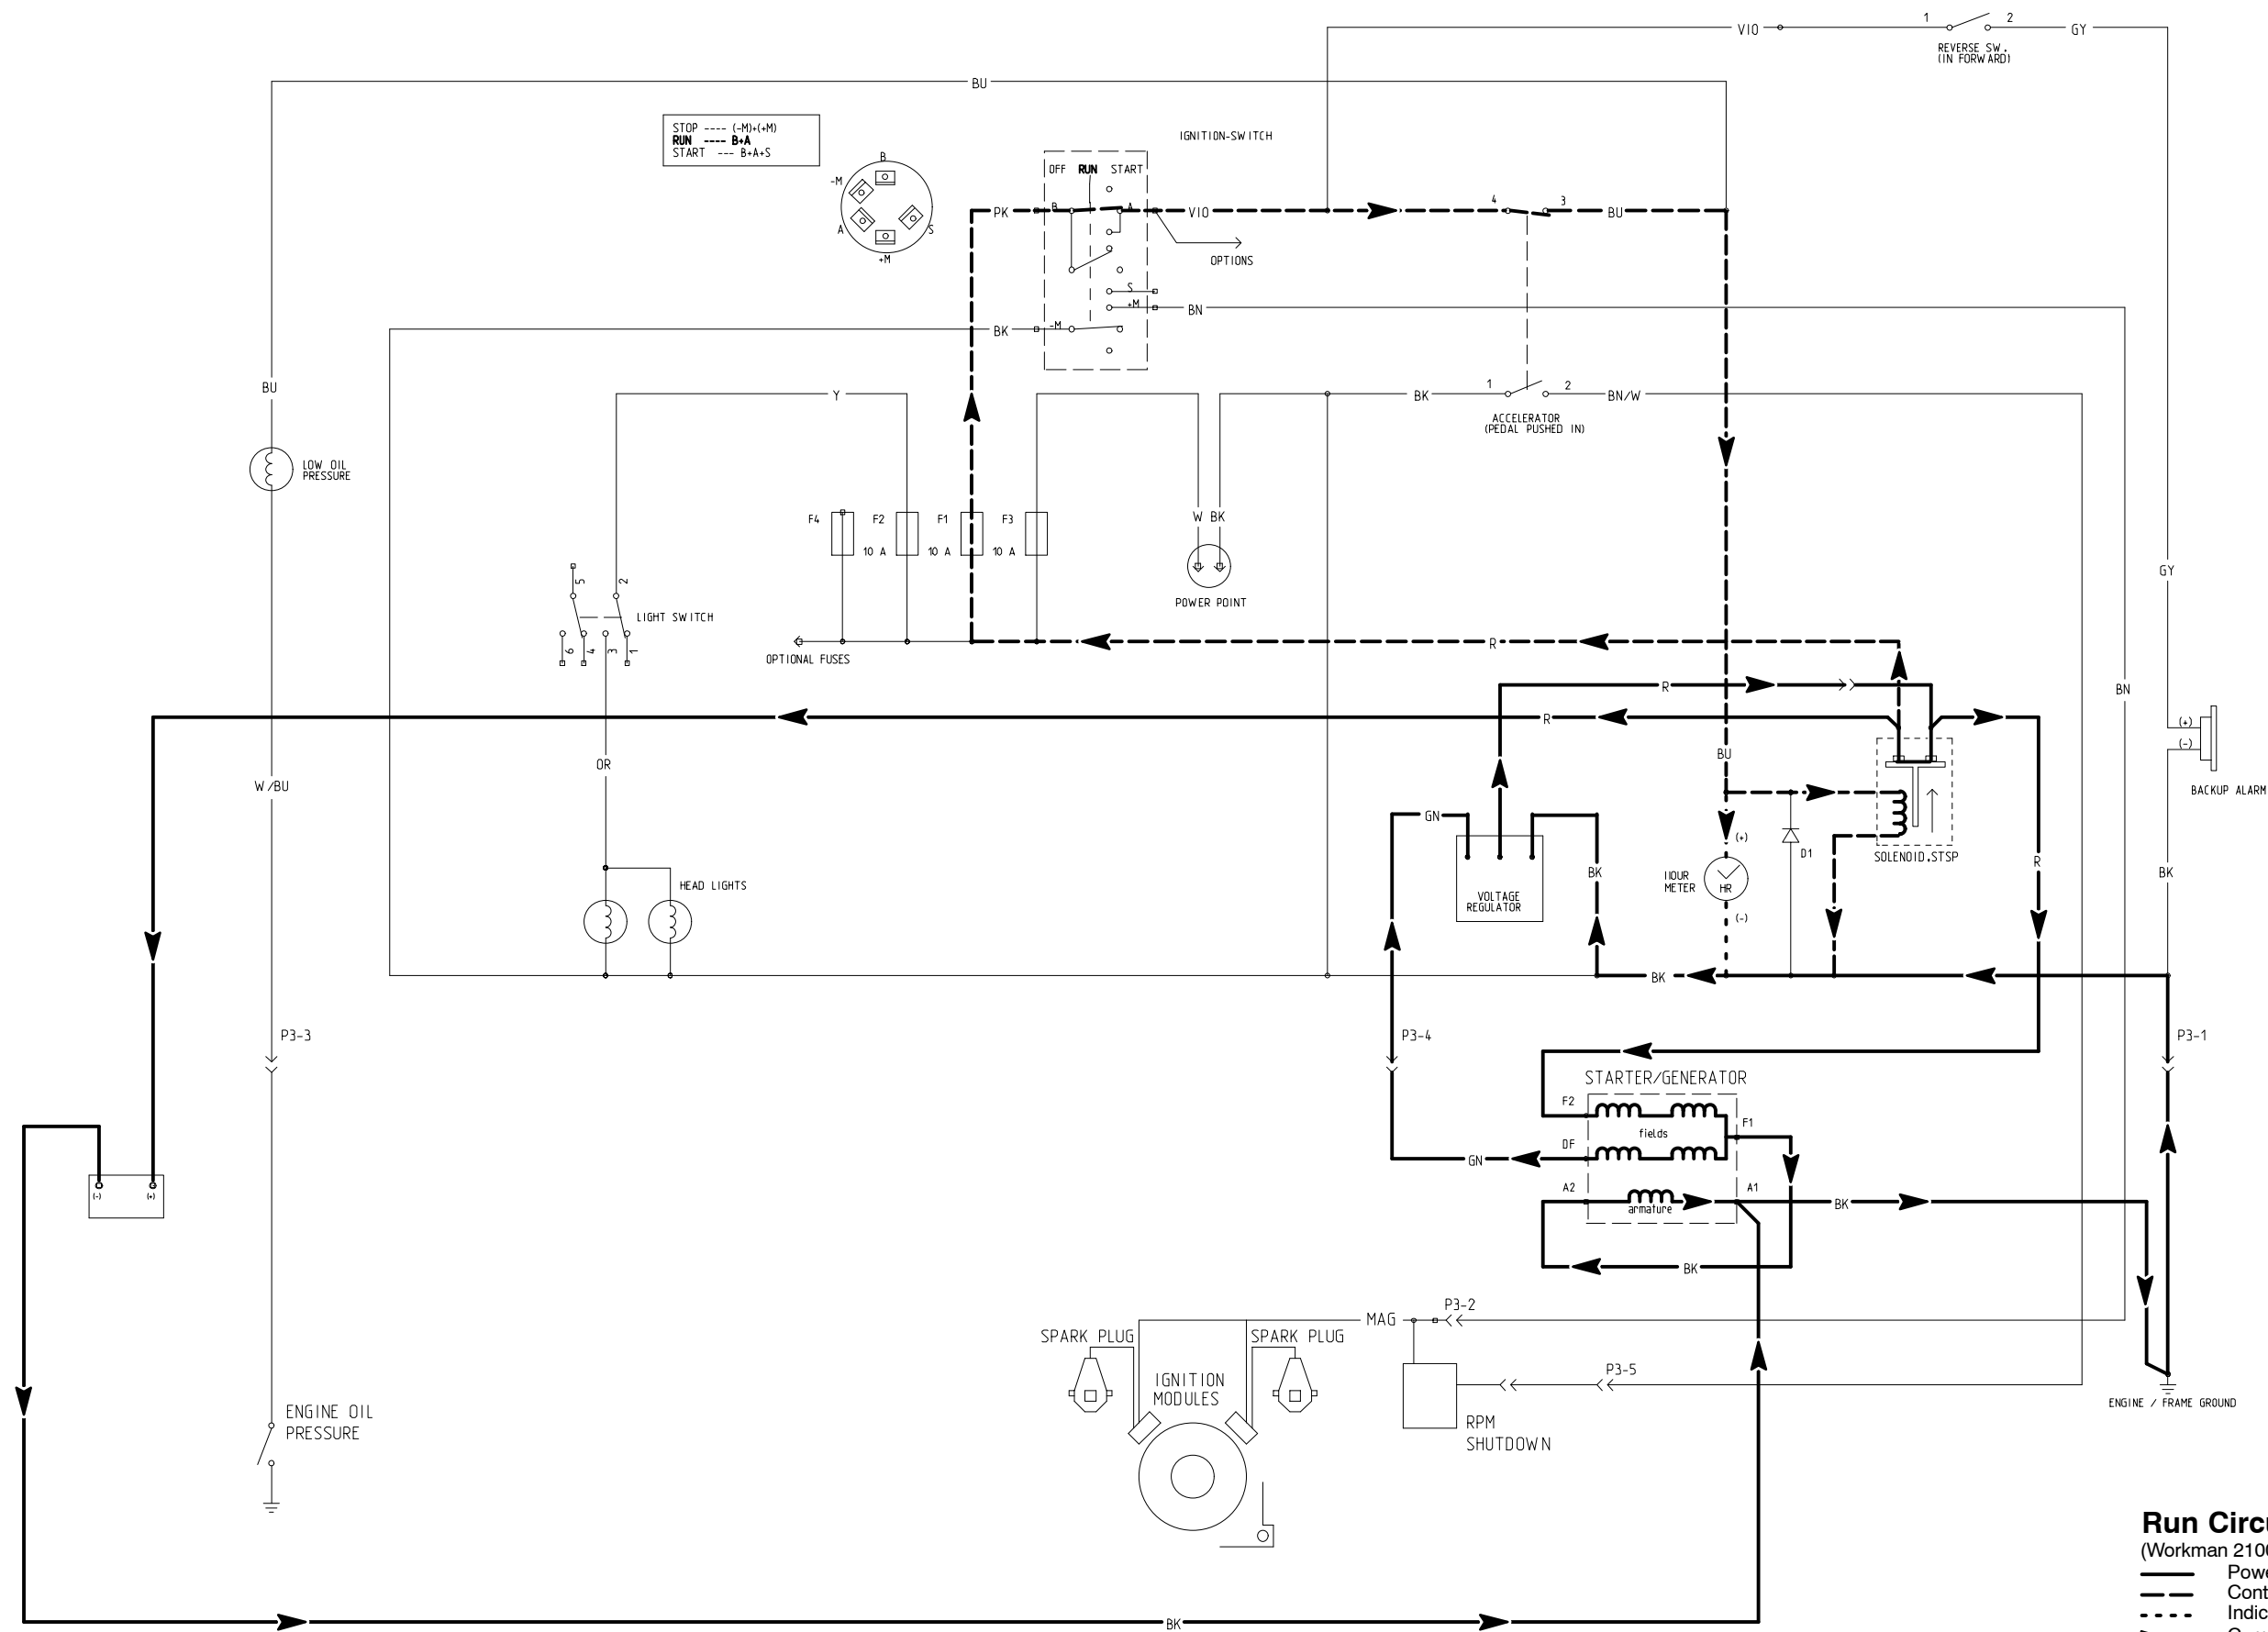 VIO
1
2
GY
REVERSE SW.
(IN FORWARD)
BU
STOP ---- (-M)+(+M)
RUN ---- B+A
START --- B+A+S
IGNITION-SWITCH
B
-M
A
S
+M
OFF RUN START
PK
B
A
VIO
4
3
BU
OPTIONS
S
+M
BN
BK
-M
BU
Y
BK
1
2
BN/W
ACCELERATOR
(PEDAL PUSHED IN)
LOW OIL
PRESSURE
F4
F2
F1
F3
10 A
10 A
10 A
W BK
POWER POINT
GY
5
2
LIGHT SWITCH
6
4
3
1
OPTIONAL FUSES
R
R
BN
R
(+)
(-)
OR
BU
W/BU
BACKUP ALARM
GN
(+)
D1
SOLENOID.STSP
R
BK
HOUR
METER
HR
BK
HEAD LIGHTS
VOLTAGE
REGULATOR
(-)
BK
P3-3
P3-4
P3-1
STARTER/GENERATOR
F2
F1
fields
DF
GN
A2
A1
armature
BK
(-)
(+)
BK
P3-2
MAG
SPARK PLUG
SPARK PLUG
IGNITION
MODULES
P3-5
ENGINE OIL
PRESSURE
RPM
SHUTDOWN
ENGINE / FRAME GROUND
Run Circu
(Workman 210
Powe
Cont
Indic
BK